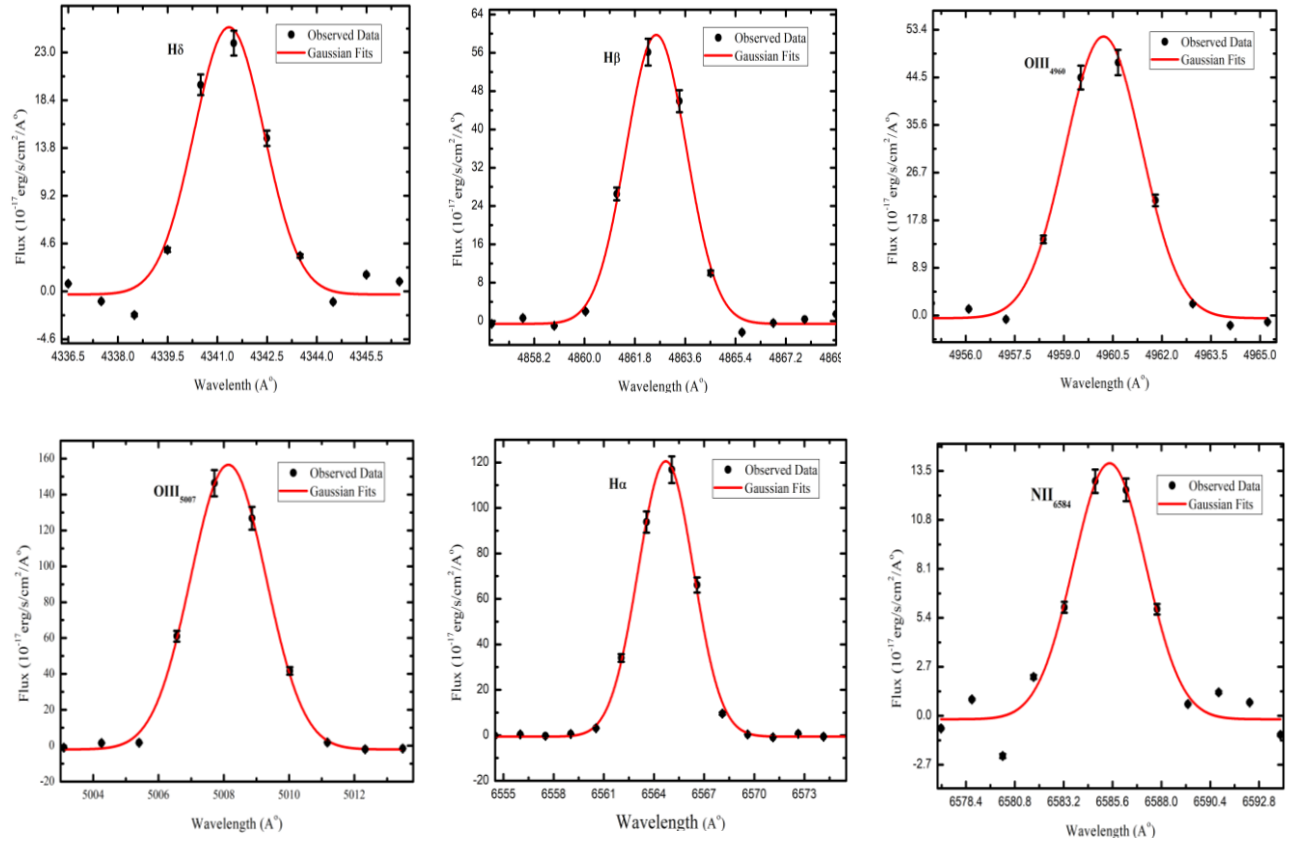 Hδ
Observed Data
Gaussian Fits
23.0
18.4
13.8
9.2
4.6
0.0
-4.6
Flux (10⁻¹⁷erg/s/cm²/A°)
4336.5 4338.0 4339.5 4341.0 4342.5 4344.0 4345.5
Wavelenth (A°)
Hβ
Observed Data
Gaussian Fits
64
56
48
40
32
24
16
8
0
Flux (10⁻¹⁷erg/s/cm²/A°)
4858.2 4860.0 4861.8 4863.6 4865.4 4867.2 4869
Wavelength (A°)
OIII₄₉₆₀
Observed Data
Gaussian Fits
53.4
44.5
35.6
26.7
17.8
8.9
0.0
Flux (10⁻¹⁷erg/s/cm²/A°)
4956.0 4957.5 4959.0 4960.5 4962.0 4963.5 4965.0
Wavelength (A°)
OIII₅₀₀₇
Observed Data
Gaussian Fits
160
140
120
100
80
60
40
20
0
-20
Flux (10⁻¹⁷erg/s/cm²/A°)
5004 5006 5008 5010 5012
Wavelength (A°)
Hα
Observed Data
Gaussian Fits
120
100
80
60
40
20
0
-20
Flux (10⁻¹⁷erg/s/cm²/A°)
6555 6558 6561 6564 6567 6570 6573
Wavelength (A°)
NII₆₅₈₄
Observed Data
Gaussian Fits
13.5
10.8
8.1
5.4
2.7
0.0
-2.7
Flux (10⁻¹⁷erg/s/cm²/A°)
6578.4 6580.8 6583.2 6585.6 6588.0 6590.4 6592.8
Wavelength (A°)